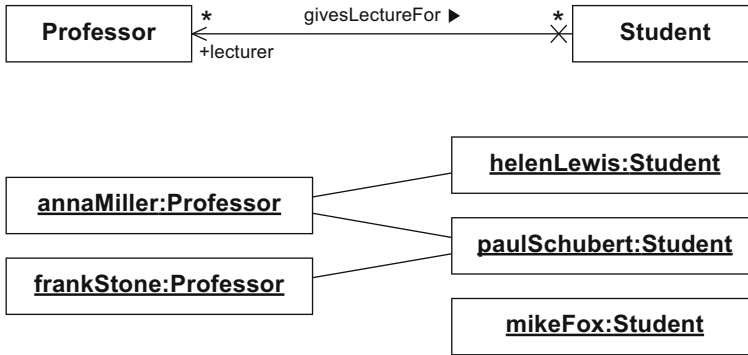 Professor
*
givesLectureFor ▶
*
Student
+lecturer
helenLewis:Student
annaMiller:Professor
paulSchubert:Student
frankStone:Professor
mikeFox:Student